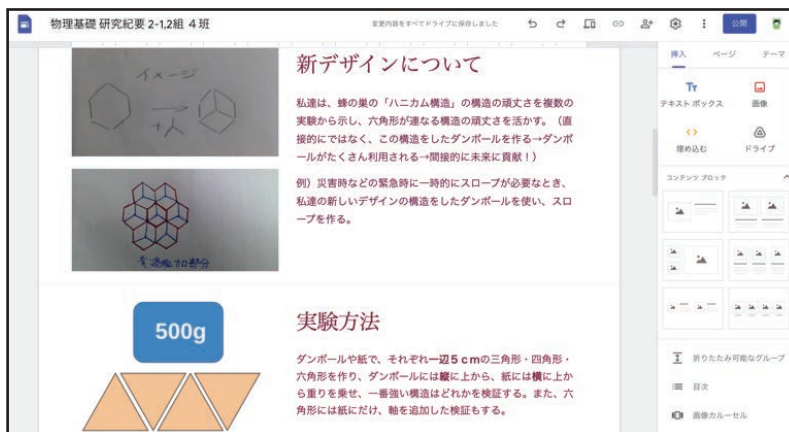 物理基礎 研究紀要 2-1,2組 4班
変更内容をすべてドライブに保存しました
公開
イメージ
新デザインについて
私達は、蜂の巣の「ハニカム構造」の構造の頑丈さを複数の
実験から示し、六角形が連なる構造の頑丈さを活かす。（直
接的にではなく、この構造をしたダンボールを作る→ダンボ
ールがたくさん利用される→間接的に未来に貢献！）
例）災害時などの緊急時に一時的にスロープが必要なとき、
私達の新しいデザインの構造をしたダンボールを使い、スロ
ープを作る。
部分
500g
実験方法
ダンボールや紙で、それぞれ一辺５ｃｍの三角形・四角形・
六角形を作り、ダンボールには縦に上から、紙には横に上か
ら重りを乗せ、一番強い構造はどれかを検証する。また、六
角形には紙にだけ、軸を追加した検証もする。
挿入
ページ
テーマ
テキスト ボックス
画像
埋め込む
ドライブ
コンテンツ ブロック
折りたたみ可能なグループ
目次
画像カルーセル